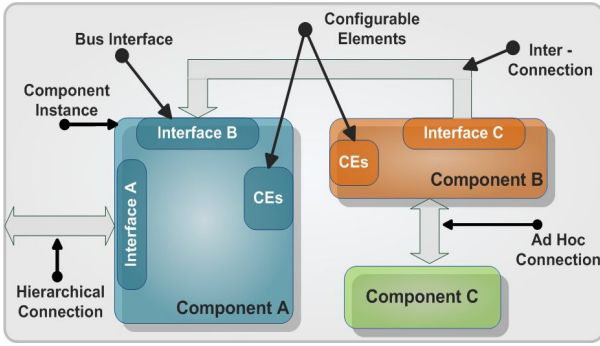 Configurable
Elements
Bus Interface
Inter -
Connection
Component
Instance
Interface B
Interface C
CEs
Component B
Interface A
CEs
Ad Hoc
Connection
Hierarchical
Connection
Component A
Component C